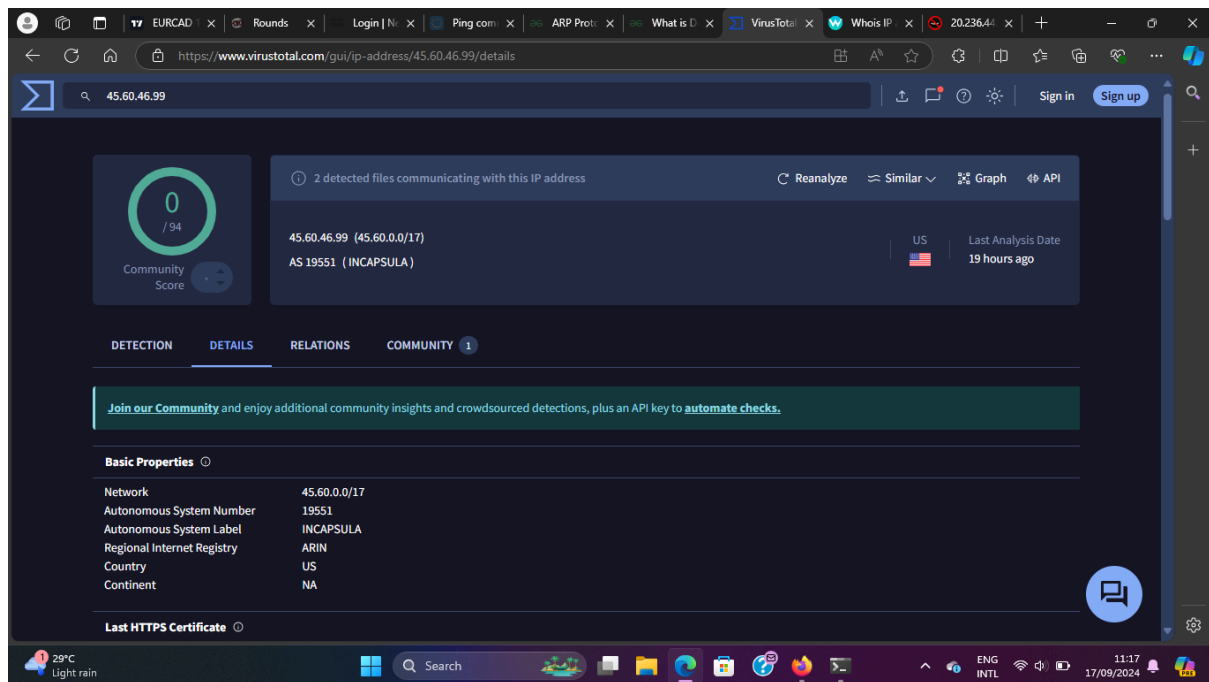 EURCAD
Rounds
Login | Ne
Ping com
ARP Proto
What is D
VirusTotal
Whois IP
20.236.44.
https://www.virustotal.com/gui/ip-address/45.60.46.99/details
45.60.46.99
Sign in
Sign up
0
/ 94
Community
Score
2 detected files communicating with this IP address
Reanalyze
Similar
Graph
API
45.60.46.99 (45.60.0.0/17)
AS 19551 ( INCAPSULA )
US
Last Analysis Date
19 hours ago
DETECTION
DETAILS
RELATIONS
COMMUNITY 1
Join our Community and enjoy additional community insights and crowdsourced detections, plus an API key to automate checks.
Basic Properties
Network 45.60.0.0/17
Autonomous System Number 19551
Autonomous System Label INCAPSULA
Regional Internet Registry ARIN
Country US
Continent NA
Last HTTPS Certificate
1
29°C
Light rain
Search
ENG
INTL
11:17
17/09/2024
PRE